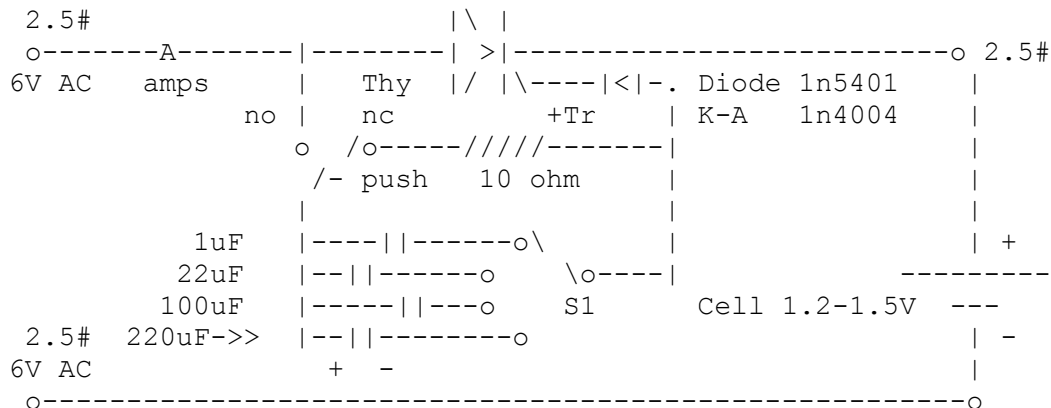 2.5#                      |\ |
o-------A-------|--------| >|--------------------------o 2.5#
6V AC   amps     |   Thy  |/ |\----|<|-. Diode 1n5401    |
no |   nc         +Tr    | K-A   1n4004    |
o  /o-----/////-------|                  |
/- push   10 ohm      |                  |
|                      |                  |
1uF   |----||------o\        |                  | +
22uF   |--||------o    \o----|             ---------
100uF   |-----||---o    S1     Cell 1.2-1.5V  ---
2.5#  220uF->>  |--||--------o                          | -
6V AC             +  -                                  |
o--------------------------------------------------------o